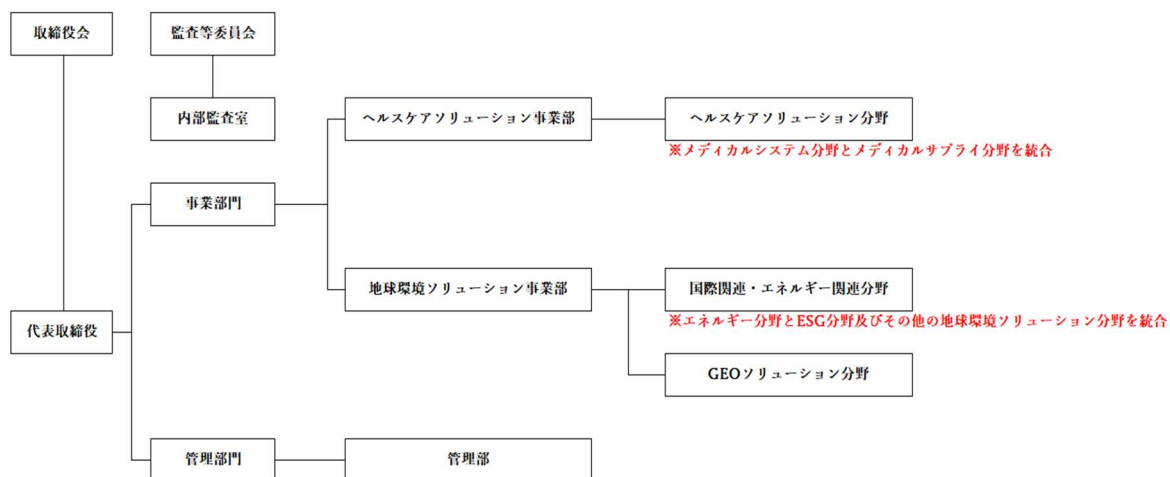 取締役会
監査等委員会
内部監査室
ヘルスケアソリューション事業部
ヘルスケアソリューション分野
※メディカルシステム分野とメディカルサプライ分野を統合
事業部門
地球環境ソリューション事業部
国際関連・エネルギー関連分野
※エネルギー分野とESG分野及びその他の地球環境ソリューション分野を統合
代表取締役
GEOソリューション分野
管理部門
管理部